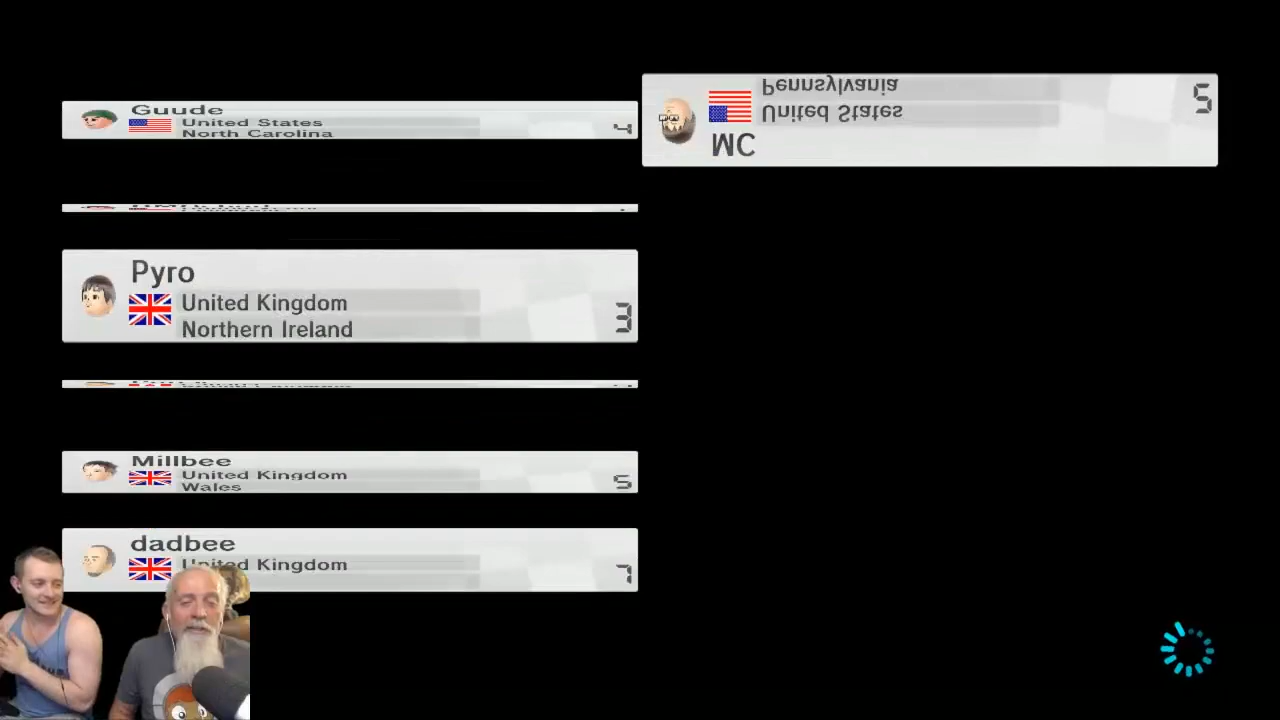 Guude
United States
North Carolina
4
Pyro
United Kingdom
Northern Ireland
3
Millbee
United Kingdom
Wales
5
dadbee
United Kingdom
7
Pennsylvania
United States
MC
5